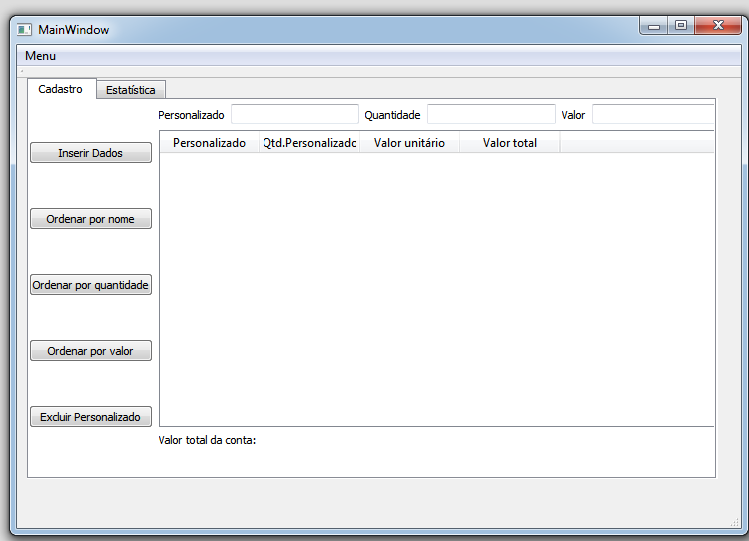 MainWindow
Menu
Cadastro Estatística
Personalizado Quantidade Valor
Personalizado Qtd.Personalizado Valor unitário Valor total
Inserir Dados
Ordenar por nome
Ordenar por quantidade
Ordenar por valor
Excluir Personalizado
Valor total da conta: